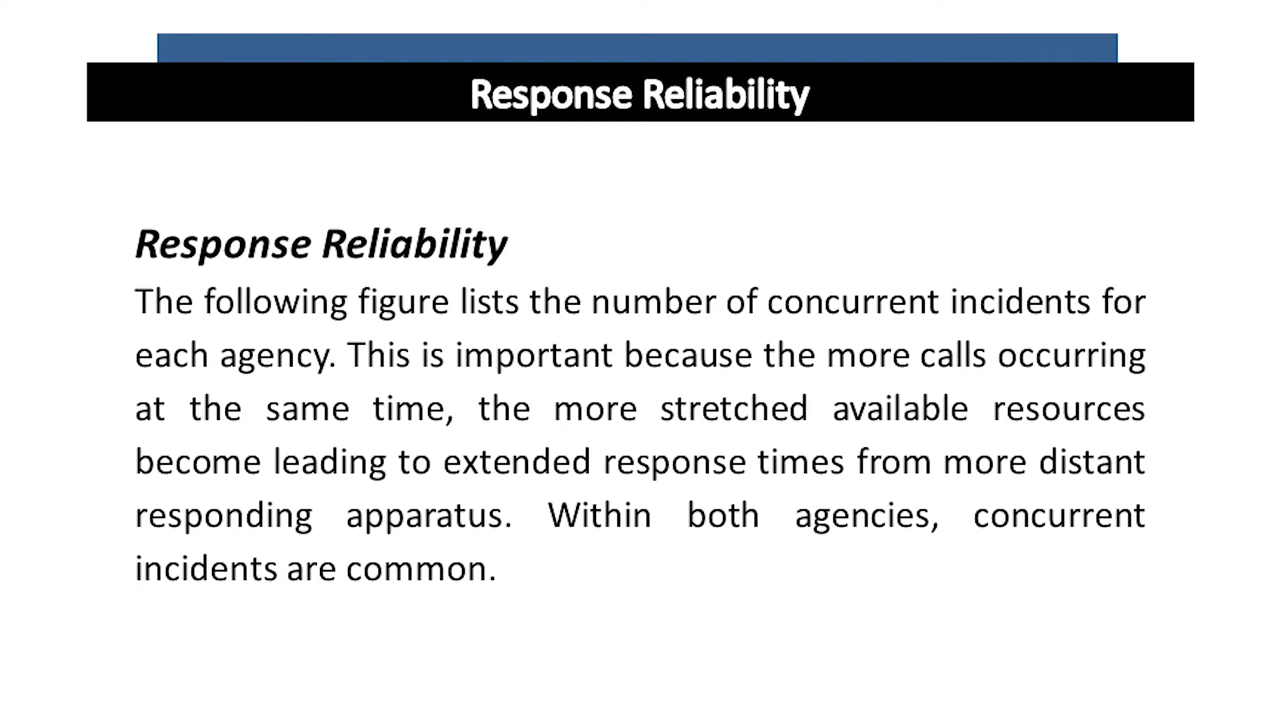 Response Reliability
Response Reliability
The following figure lists the number of concurrent incidents for
each agency. This is important because the more calls occurring
at the same time, the more stretched available resources
become leading to extended response times from more distant
responding apparatus. Within both agencies, concurrent
incidents are common.